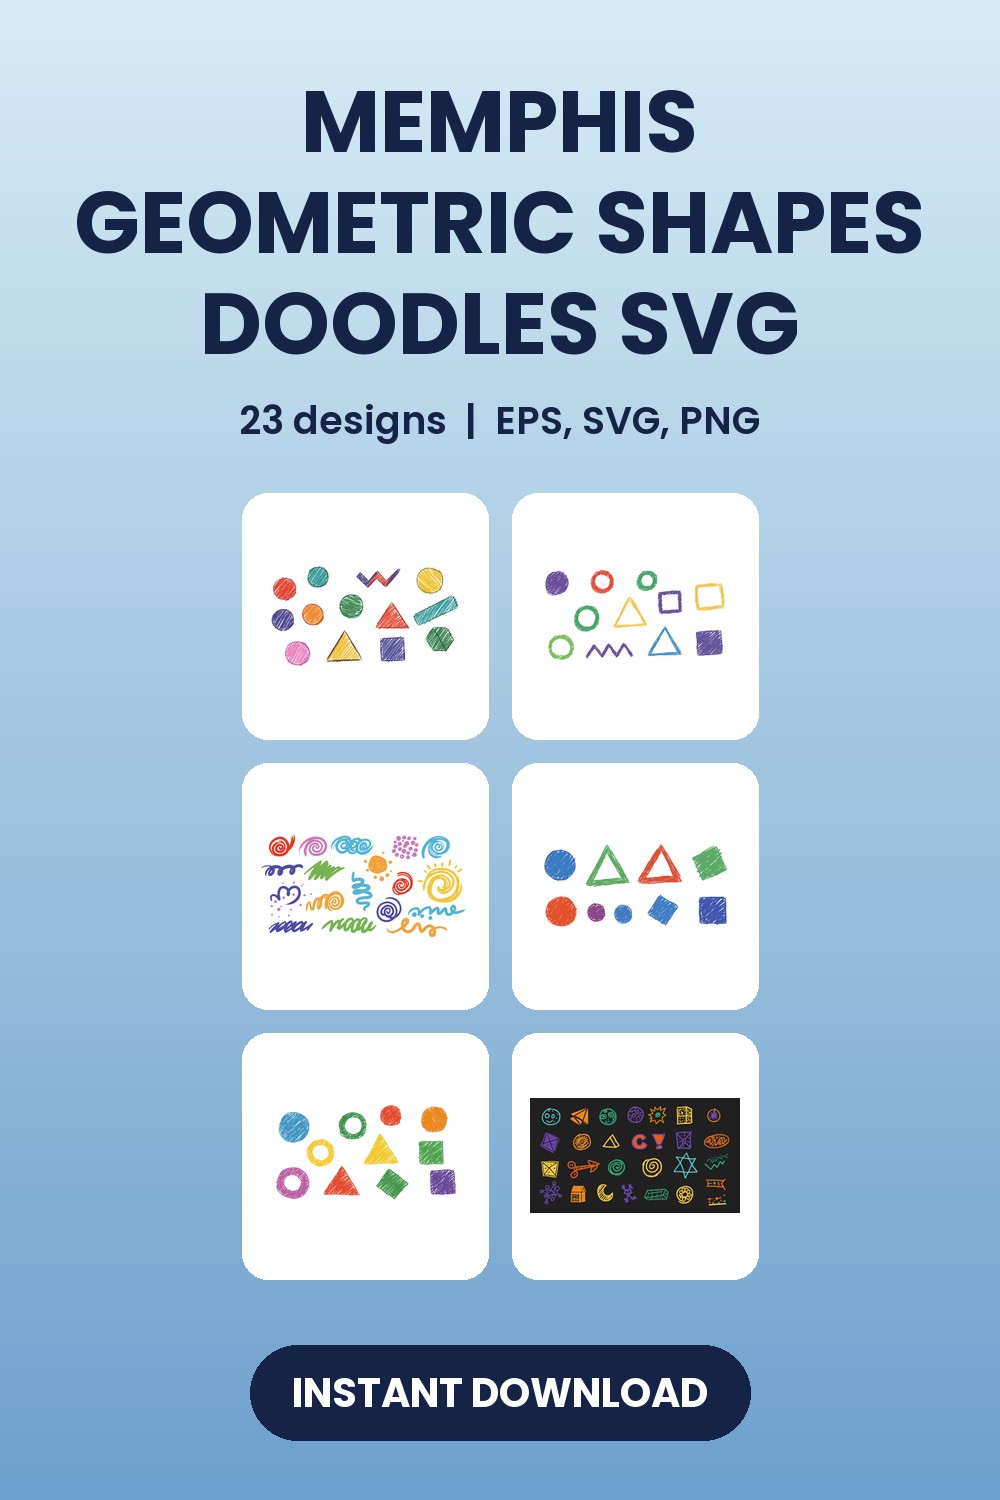 MEMPHIS
GEOMETRIC SHAPES
DOODLES SVG
23 designs | EPS, SVG, PNG
INSTANT DOWNLOAD